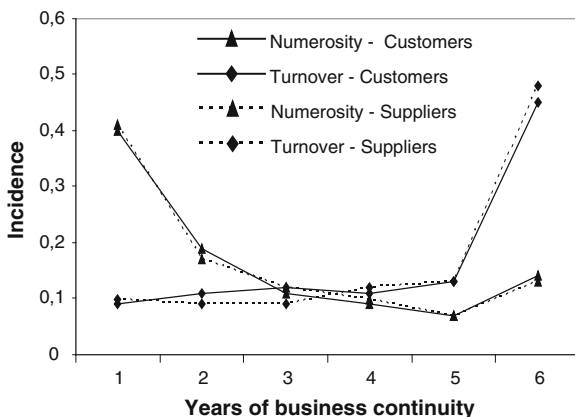 0,6
0,5
0,4
0,3
0,2
0,1
0
Incidence
Numerosity - Customers
Turnover - Customers
Numerosity - Suppliers
Turnover - Suppliers
1 2 3 4 5 6
Years of business continuity